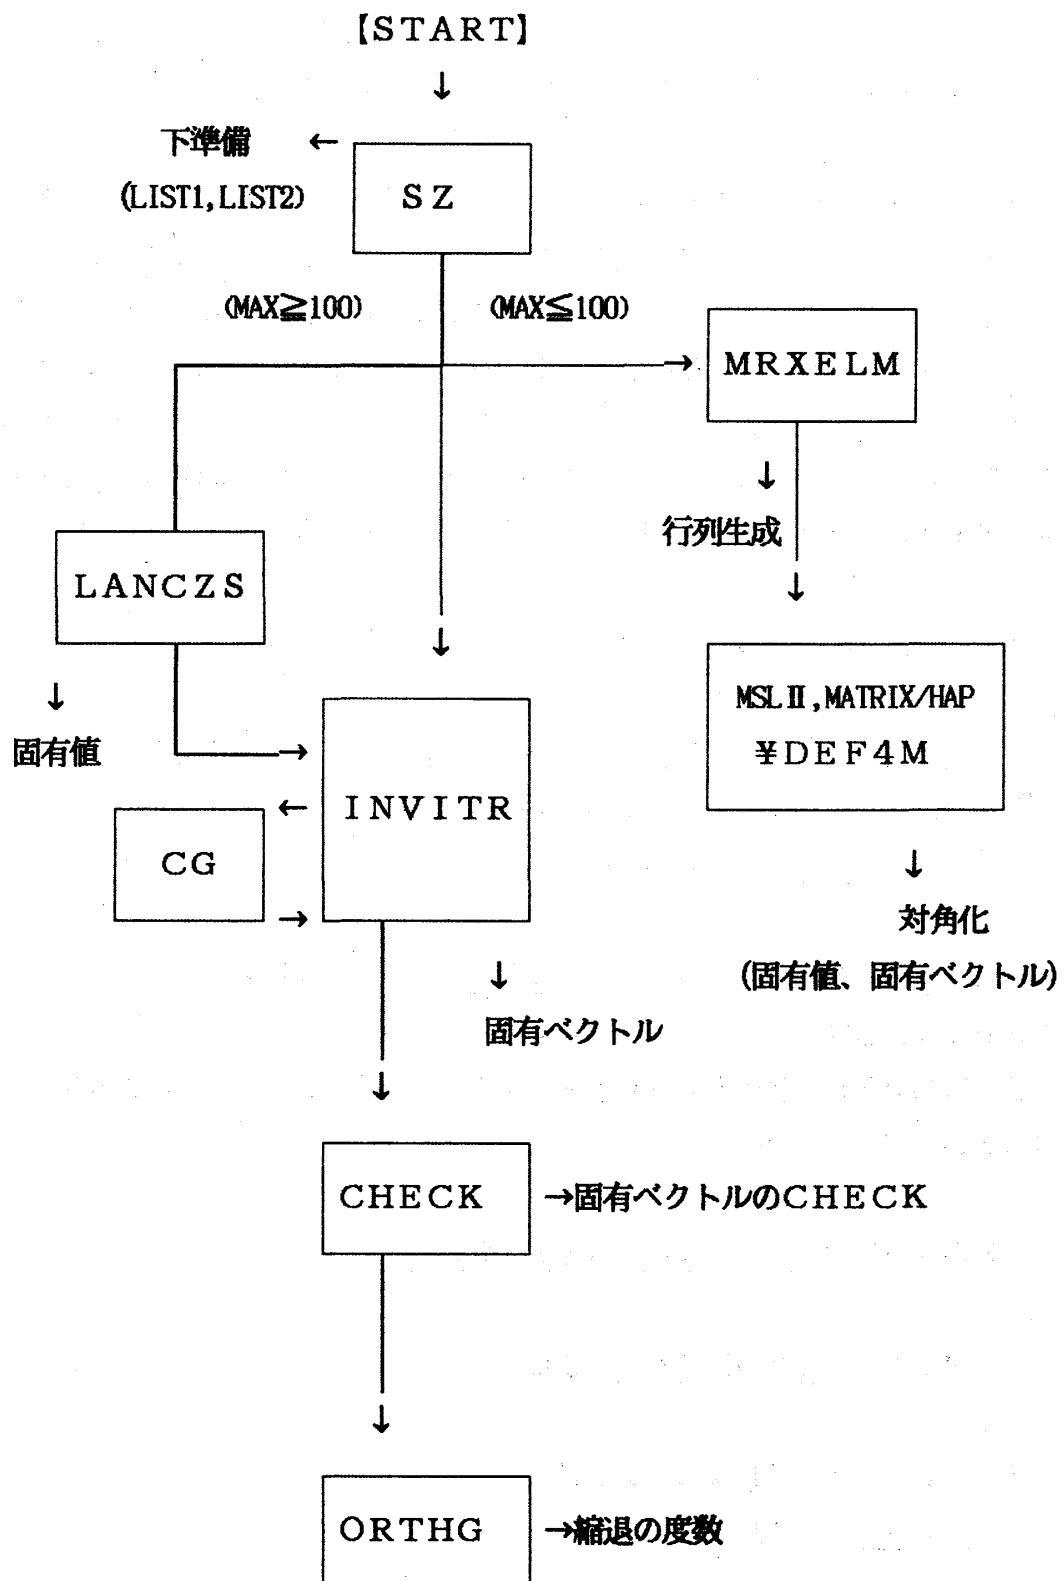 【START】
↓
下準備 ←
(LIST1,LIST2)
SZ
(MAX≧100)
(MAX≦100)
→
MRXELM
↓
行列生成
↓
LANCZS
↓
固有値
↓
→
MSLⅡ,MATRIX/HAP
¥DEF4M
INVITR
←
CG
→
↓
対角化
(固有値、固有ベクトル)
↓
固有ベクトル
↓
CHECK
→固有ベクトルのCHECK
↓
ORTHG
→縮退の度数